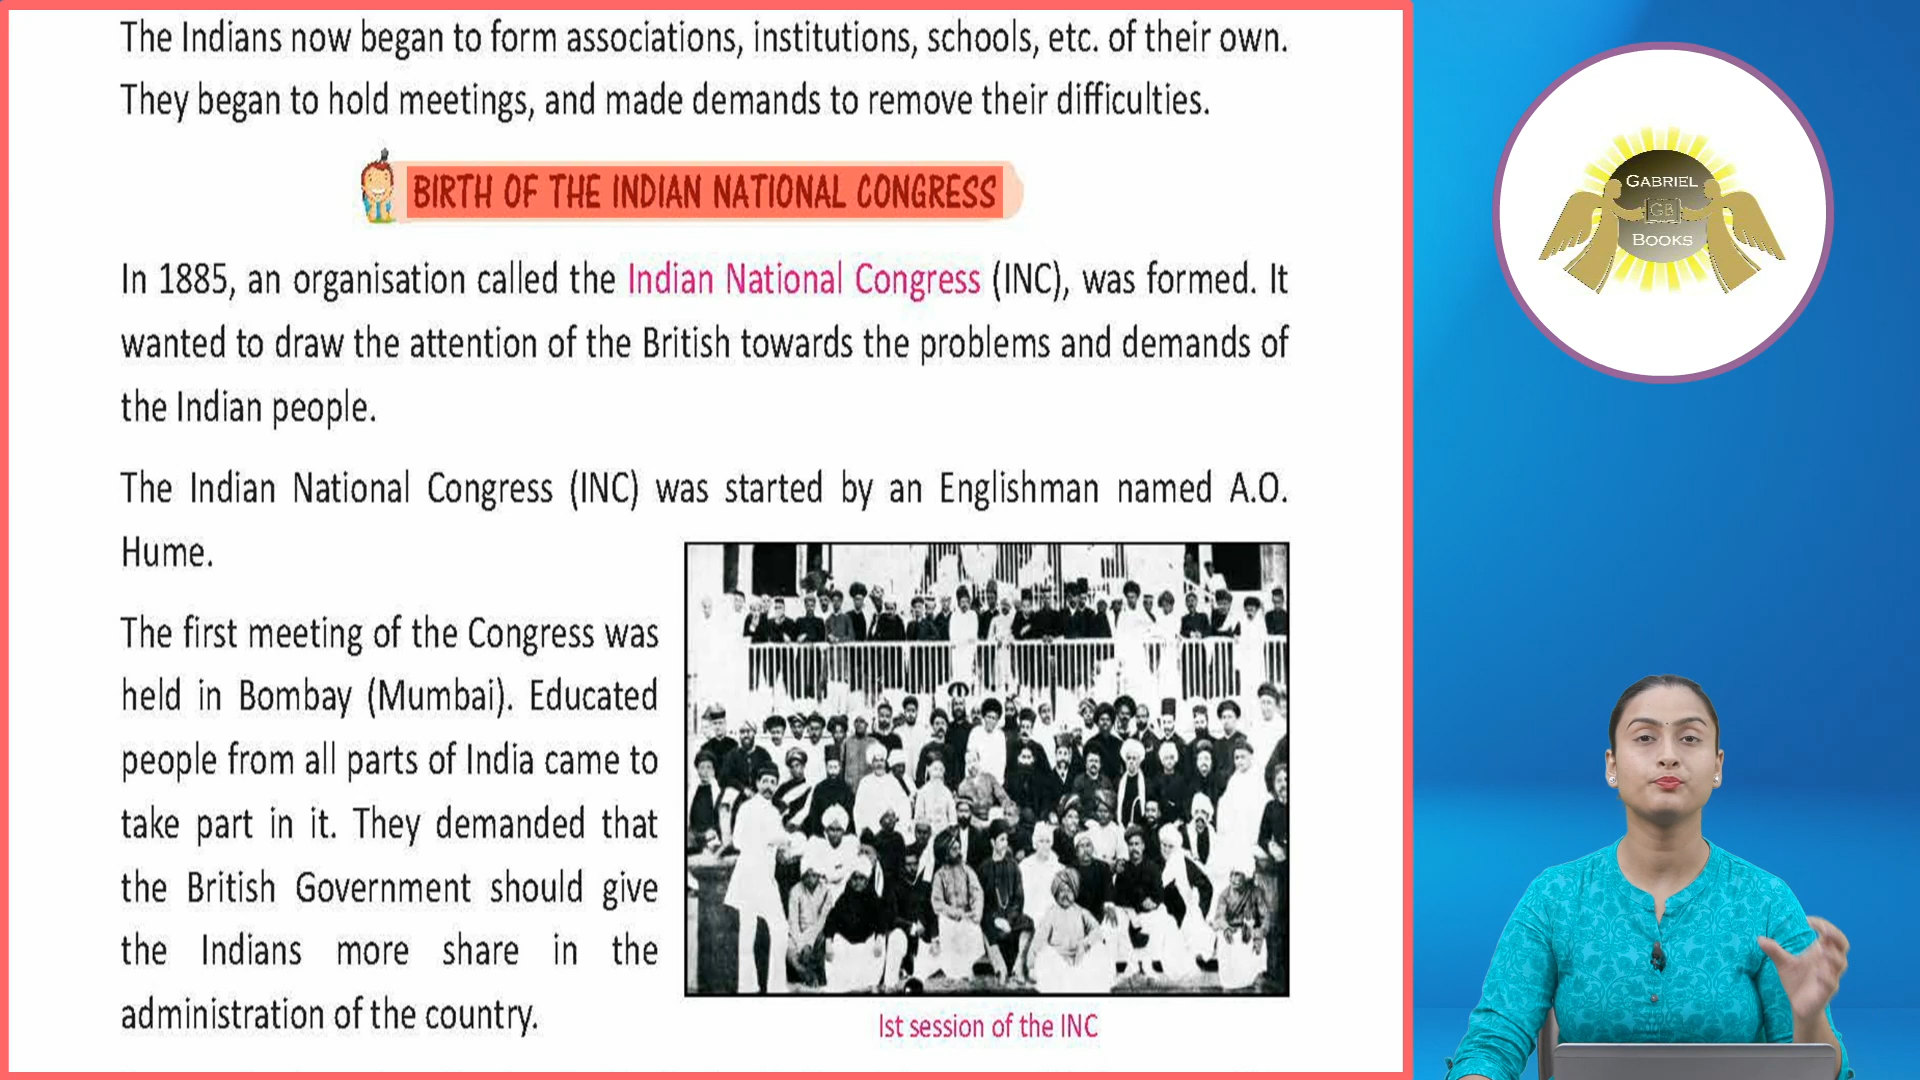 The Indians now began to form associations, institutions, schools, etc. of their own.
They began to hold meetings, and made demands to remove their difficulties.
BIRTH OF THE INDIAN NATIONAL CONGRESS
In 1885, an organisation called the Indian National Congress (INC), was formed. It
wanted to draw the attention of the British towards the problems and demands of
the Indian people.
The Indian National Congress (INC) was started by an Englishman named A.O.
Hume.
The first meeting of the Congress was
held in Bombay (Mumbai). Educated
people from all parts of India came to
take part in it. They demanded that
the British Government should give
the Indians more share in the
administration of the country.
Ist session of the INC
GABRIEL
GB
BOOKS